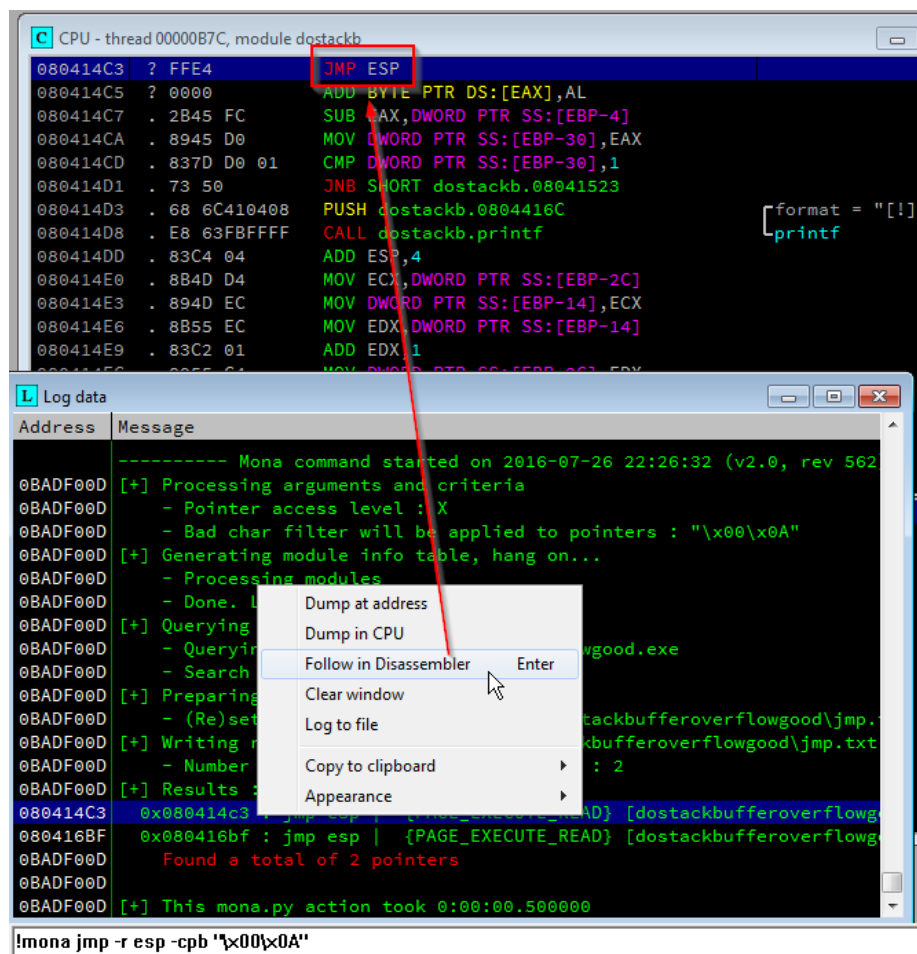 C CPU - thread 00000B7C, module dostackb
080414C3 ? FFE4 JMP ESP
080414C5 ? 0000 ADD BYTE PTR DS:[EAX],AL
080414C7 . 2B45 FC SUB EAX,DWORD PTR SS:[EBP-4]
080414CA . 8945 D0 MOV DWORD PTR SS:[EBP-30],EAX
080414CD . 837D D0 01 CMP DWORD PTR SS:[EBP-30],1
080414D1 . 73 50 JNB SHORT dostackb.08041523
080414D3 . 68 6C410408 PUSH dostackb.0804416C format = "[!]
080414D8 . E8 63FBFFFF CALL dostackb.printf printf
080414DD . 83C4 04 ADD ESP,4
080414E0 . 8B4D D4 MOV ECX,DWORD PTR SS:[EBP-2C]
080414E3 . 894D EC MOV DWORD PTR SS:[EBP-14],ECX
080414E6 . 8B55 EC MOV EDX,DWORD PTR SS:[EBP-14]
080414E9 . 83C2 01 ADD EDX,1
L Log data
Address Message
---------- Mona command started on 2016-07-26 22:26:32 (v2.0, rev 562
0BADF00D [+] Processing arguments and criteria
0BADF00D - Pointer access level : X
0BADF00D - Bad char filter will be applied to pointers : "\x00\x0A"
0BADF00D [+] Generating module info table, hang on...
0BADF00D - Processing modules
0BADF00D - Done. L
0BADF00D [+] Querying
0BADF00D - Queryin wgood.exe
0BADF00D - Search
0BADF00D [+] Preparing
0BADF00D - (Re)set tackbufferoverflowgood\jmp.
0BADF00D [+] Writing kbufferoverflowgood\jmp.txt
0BADF00D - Number : 2
0BADF00D [+] Results :
080414C3 0x080414c3 : jmp esp | {PAGE_EXECUTE_READ} [dostackbufferoverflowg
080416BF 0x080416bf : jmp esp | {PAGE_EXECUTE_READ} [dostackbufferoverflowg
0BADF00D Found a total of 2 pointers
0BADF00D
0BADF00D [+] This mona.py action took 0:00:00.500000
Dump at address
Dump in CPU
Follow in Disassembler Enter
Clear window
Log to file
Copy to clipboard
Appearance
!mona jmp -r esp -cpb "\x00\x0A"